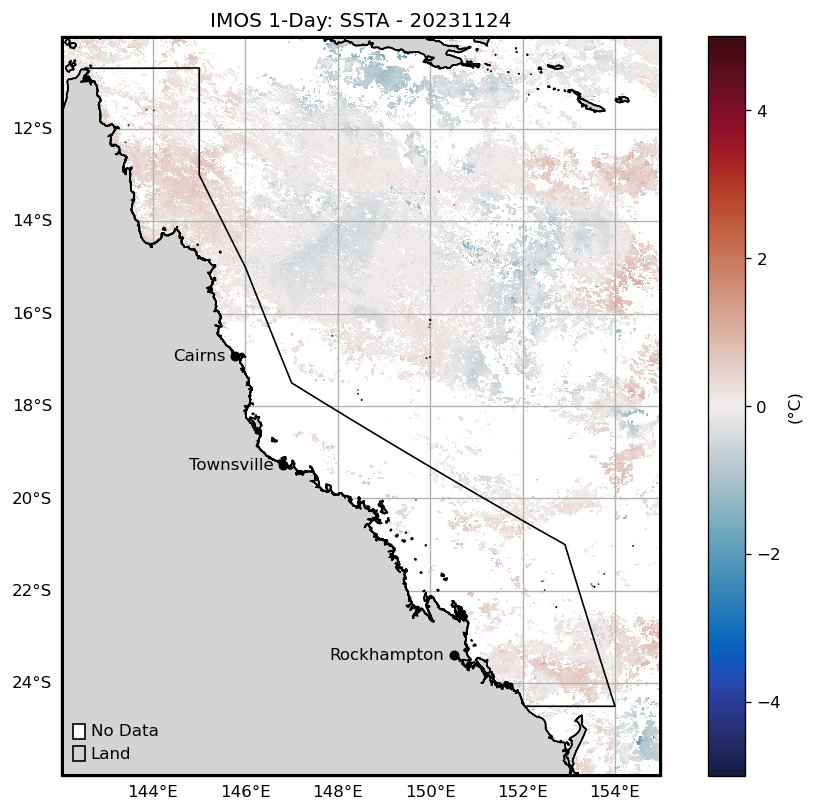 IMOS 1-Day: SSTA - 20231124
12°S
14°S
16°S
18°S
20°S
22°S
24°S
Cairns
Townsville
Rockhampton
No Data
Land
144°E
146°E
148°E
150°E
152°E
154°E
4
2
0
−2
−4
(°C)